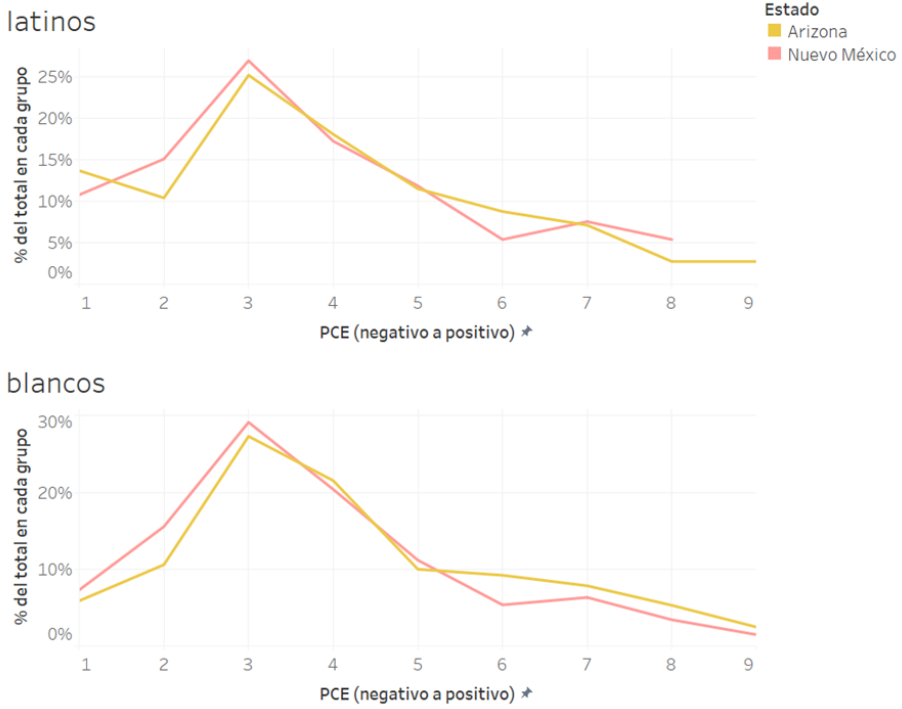 latinos
Estado
Arizona
Nuevo México
% del total en cada grupo
25%
20%
15%
10%
5%
0%
1 2 3 4 5 6 7 8 9
PCE (negativo a positivo)
blancos
% del total en cada grupo
30%
20%
10%
0%
1 2 3 4 5 6 7 8 9
PCE (negativo a positivo)